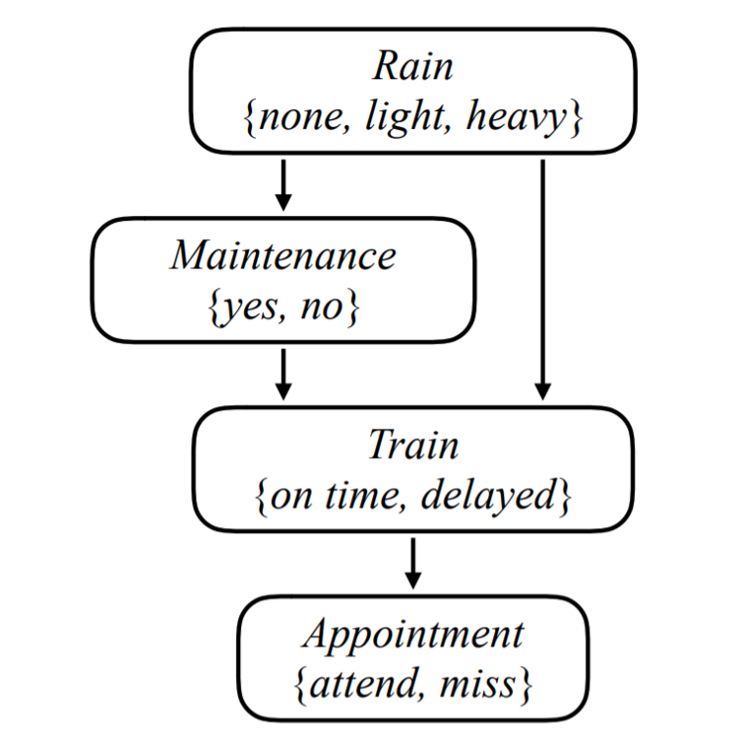 Rain
{none, light, heavy}
Maintenance
{yes, no}
Train
{on time, delayed}
Appointment
{attend, miss}